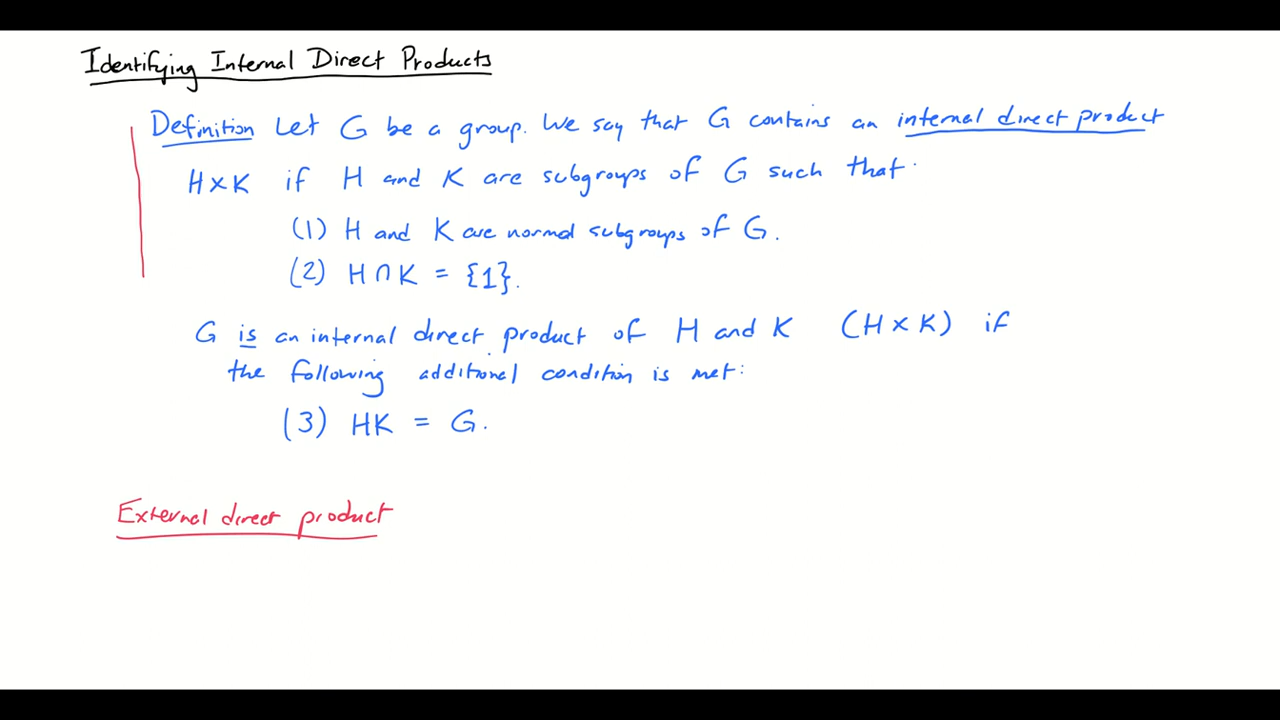 Identifying Internal Direct Products
Definition Let G be a group. We say that G contains an internal direct product
H×K if H and K are subgroups of G such that:
(1) H and K are normal subgroups of G.
(2) H ∩ K = {1}.
G is an internal direct product of H and K (H × K) if
the following additional condition is met:
(3) HK = G.
External direct product